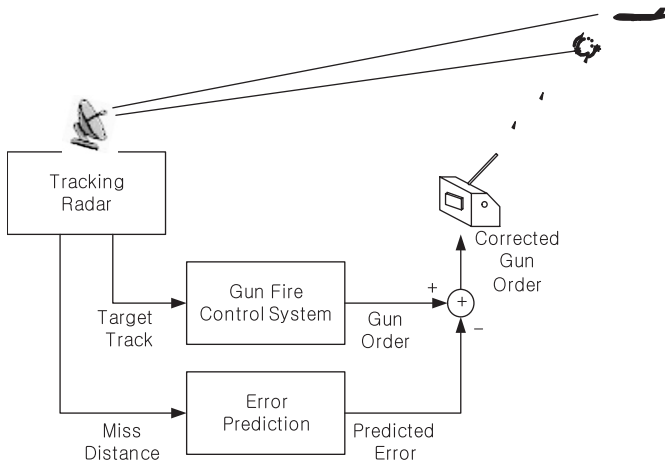 Tracking
Radar
Corrected
Gun
Order
Gun Fire
Control System
+
+
−
Target
Track
Gun
Order
Error
Prediction
Miss
Distance
Predicted
Error